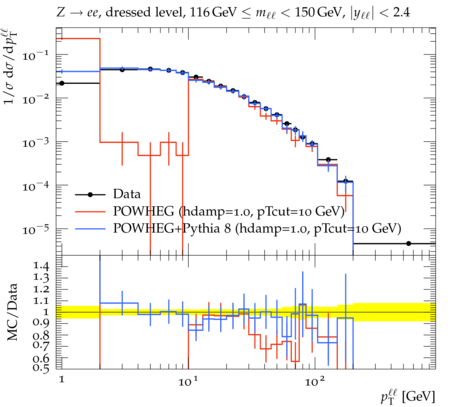 Z → ee, dressed level, 116 GeV ≤ mℓℓ < 150 GeV, |yℓℓ| < 2.4
1/σ dσ/dpTℓℓ
10⁻¹
10⁻²
10⁻³
10⁻⁴
10⁻⁵
Data
POWHEG (hdamp=1.0, pTcut=10 GeV)
POWHEG+Pythia 8 (hdamp=1.0, pTcut=10 GeV)
MC/Data
1.4
1.3
1.2
1.1
1
0.9
0.8
0.7
0.6
0.5
1 10¹ 10²
pTℓℓ [GeV]